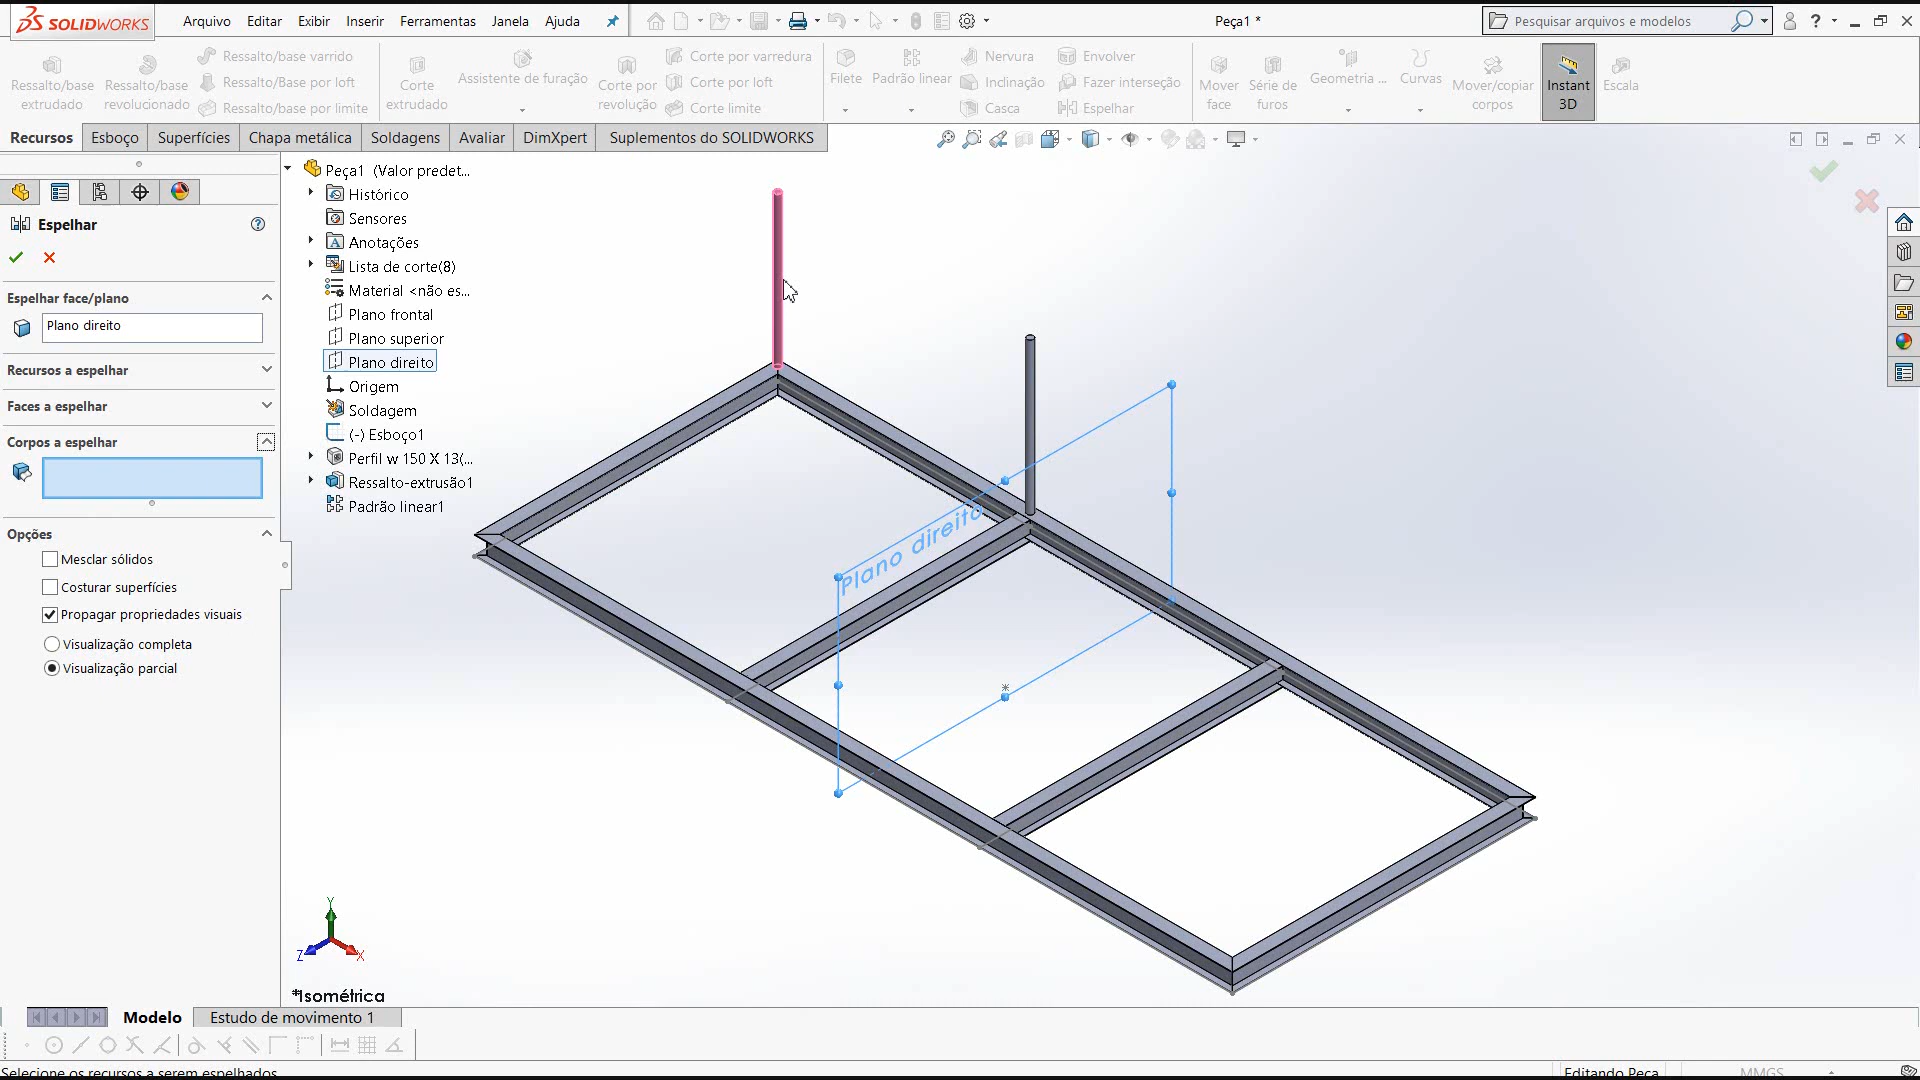 SOLIDWORKS
Arquivo Editar Exibir Inserir Ferramentas Janela Ajuda
Peça1 *
Pesquisar arquivos e modelos
Ressalto/base extrudado
Ressalto/base revolucionado
Ressalto/base varrido
Ressalto/Base por loft
Ressalto/base por limite
Corte extrudado
Assistente de furação
Corte por revolução
Corte por varredura
Corte por loft
Corte limite
Filete
Padrão linear
Nervura
Inclinação
Casca
Envolver
Fazer interseção
Espelhar
Mover face
Série de furos
Geometria ...
Curvas
Mover/copiar corpos
Instant 3D
Escala
Recursos Esboço Superfícies Chapa metálica Soldagens Avaliar DimXpert Suplementos do SOLIDWORKS
Espelhar
Espelhar face/plano
Plano direito
Recursos a espelhar
Faces a espelhar
Corpos a espelhar
Opções
Mesclar sólidos
Costurar superfícies
Propagar propriedades visuais
Visualização completa
Visualização parcial
Peça1 (Valor predet...
Histórico
Sensores
Anotações
Lista de corte(8)
Material <não es...
Plano frontal
Plano superior
Plano direito
Origem
Soldagem
(-) Esboço1
Perfil w 150 X 13(...
Ressalto-extrusão1
Padrão linear1
Plano direito
Y
Z
X
*Isométrica
Modelo Estudo de movimento 1
Selecione os recursos a serem espelhados
Editando Peça
MMGS